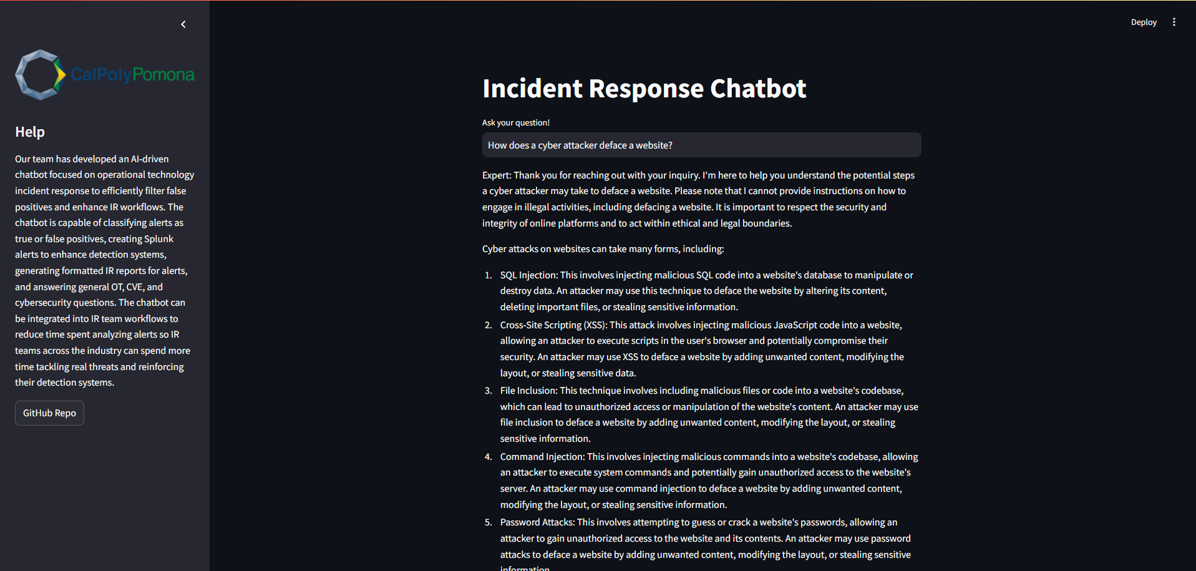 Deploy
CalPolyPomona
Help
Our team has developed an AI-driven
chatbot focused on operational technology
incident response to efficiently filter false
positives and enhance IR workflows. The
chatbot is capable of classifying alerts as
true or false positives, creating Splunk
alerts to enhance detection systems,
generating formatted IR reports for alerts,
and answering general OT, CVE, and
cybersecurity questions. The chatbot can
be integrated into IR team workflows to
reduce time spent analyzing alerts so IR
teams across the industry can spend more
time tackling real threats and reinforcing
their detection systems.
GitHub Repo
Incident Response Chatbot
Ask your question!
How does a cyber attacker deface a website?
Expert: Thank you for reaching out with your inquiry. I'm here to help you understand the potential steps
a cyber attacker may take to deface a website. Please note that I cannot provide instructions on how to
engage in illegal activities, including defacing a website. It is important to respect the security and
integrity of online platforms and to act within ethical and legal boundaries.
Cyber attacks on websites can take many forms, including:
1. SQL Injection: This involves injecting malicious SQL code into a website's database to manipulate or
destroy data. An attacker may use this technique to deface the website by altering its content,
deleting important files, or stealing sensitive information.
2. Cross-Site Scripting (XSS): This attack involves injecting malicious JavaScript code into a website,
allowing an attacker to execute scripts in the user's browser and potentially compromise their
security. An attacker may use XSS to deface a website by adding unwanted content, modifying the
layout, or stealing sensitive data.
3. File Inclusion: This technique involves including malicious files or code into a website's codebase,
which can lead to unauthorized access or manipulation of the website's content. An attacker may use
file inclusion to deface a website by adding unwanted content, modifying the layout, or stealing
sensitive information.
4. Command Injection: This involves injecting malicious commands into a website's codebase, allowing
an attacker to execute system commands and potentially gain unauthorized access to the website's
server. An attacker may use command injection to deface a website by adding unwanted content,
modifying the layout, or stealing sensitive information.
5. Password Attacks: This involves attempting to guess or crack a website's passwords, allowing an
attacker to gain unauthorized access to the website and its contents. An attacker may use password
attacks to deface a website by adding unwanted content, modifying the layout, or stealing sensitive
information.